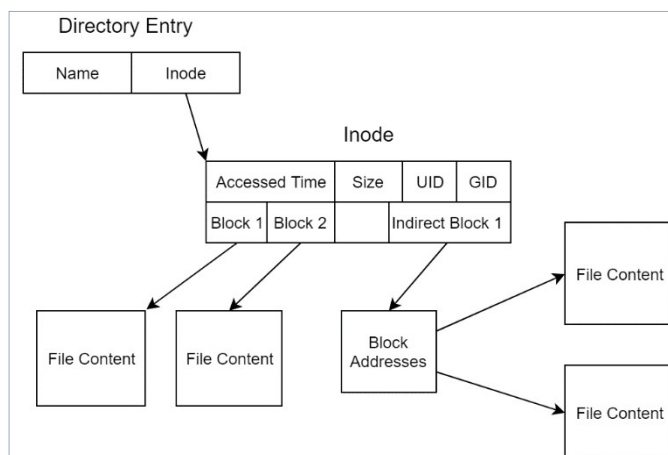 Directory Entry
Name Inode
Inode
Accessed Time Size UID GID
Block 1 Block 2 Indirect Block 1
File Content
File Content
File Content
Block
Addresses
File Content